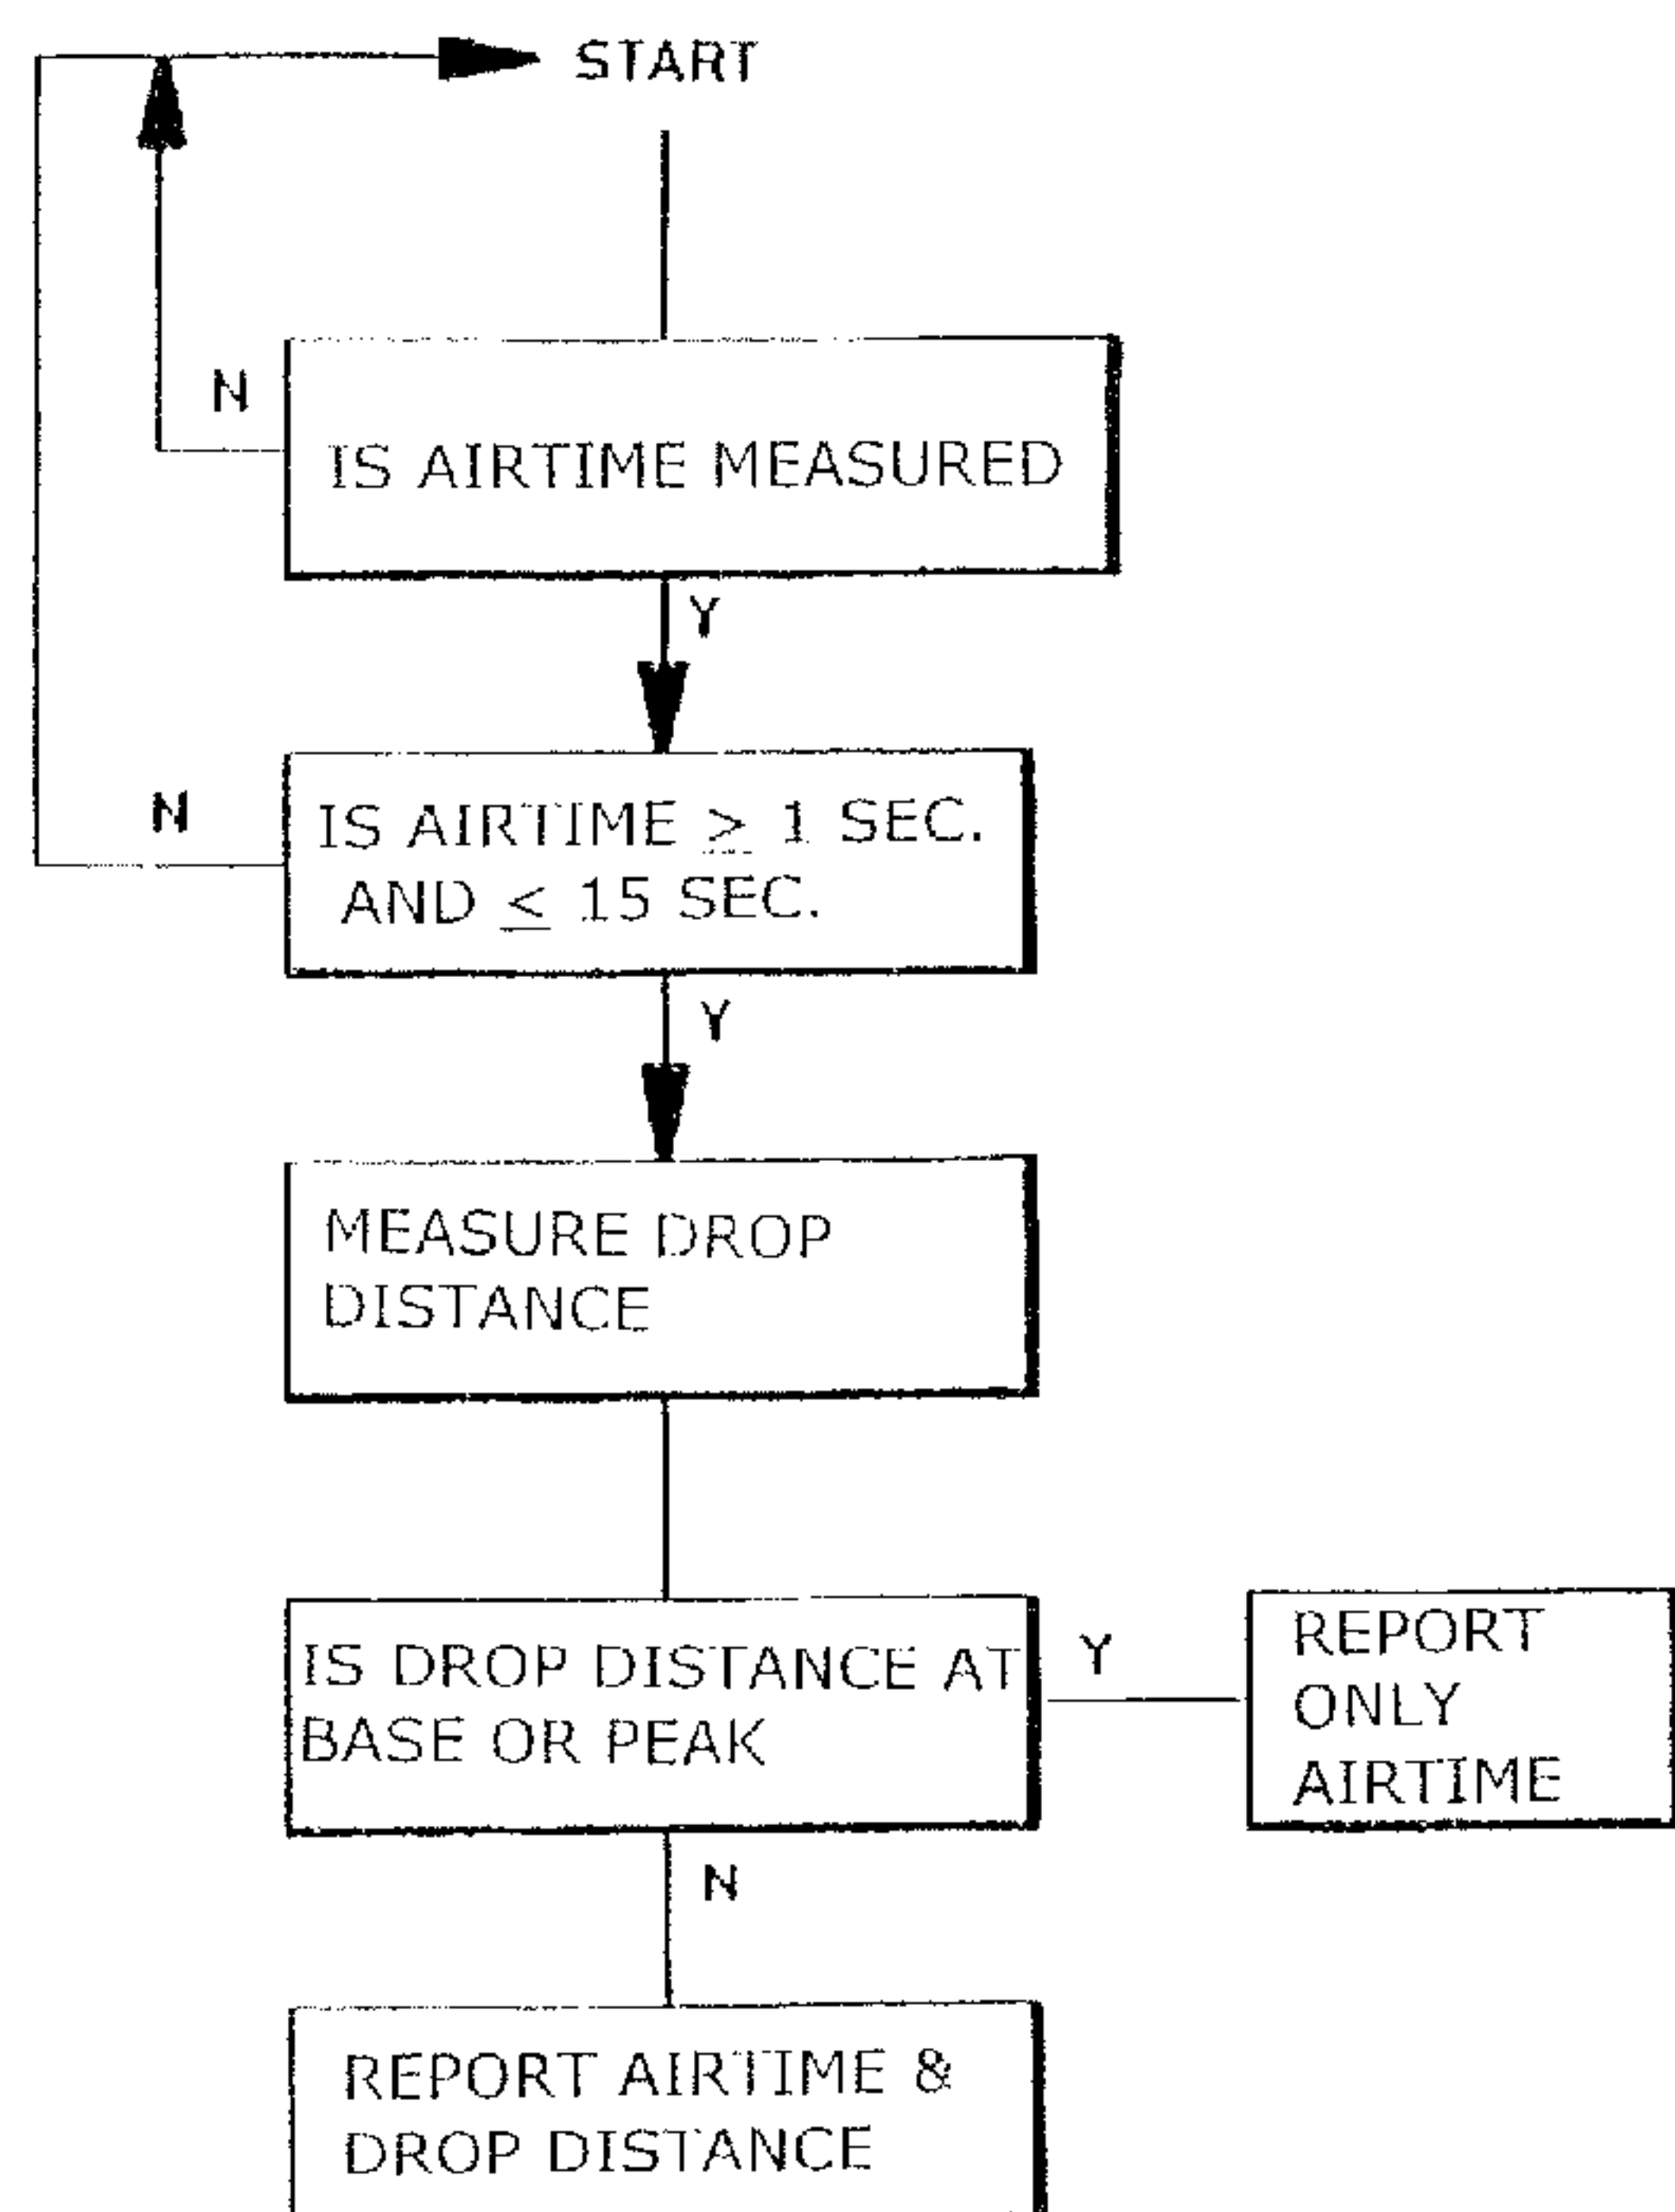 START
N
IS AIRTIME MEASURED
Y
N
IS AIRTIME ≥ 1 SEC.
AND ≤ 15 SEC.
Y
MEASURE DROP
DISTANCE
IS DROP DISTANCE AT
BASE OR PEAK
Y
REPORT
ONLY
AIRTIME
N
REPORT AIRTIME &
DROP DISTANCE